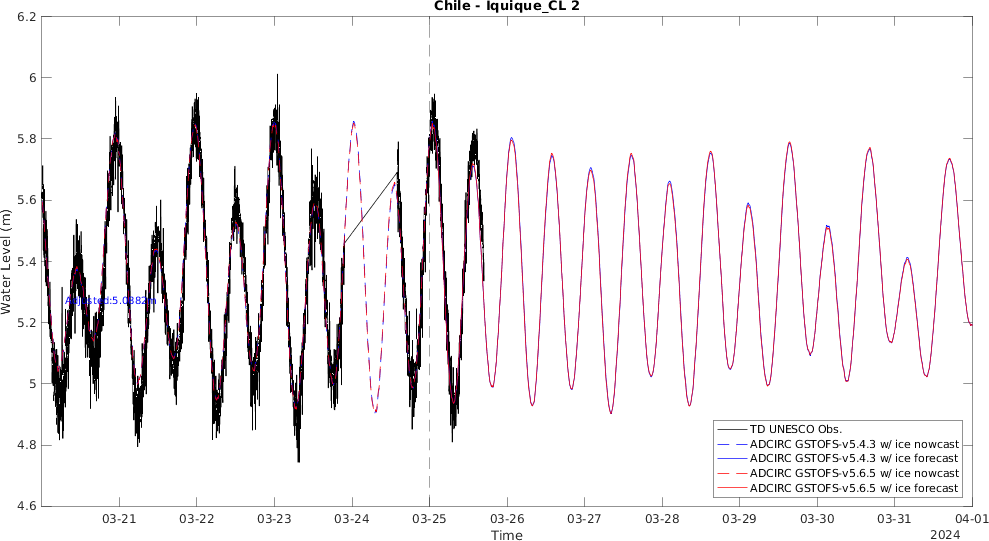 Chile - Iquique_CL 2
6.2
6
5.8
5.6
5.4
5.2
5
4.8
4.6
Water Level (m)
Adjusted:5.0382m
TD UNESCO Obs.
ADCIRC GSTOFS-v5.4.3 w/ ice nowcast
ADCIRC GSTOFS-v5.4.3 w/ ice forecast
ADCIRC GSTOFS-v5.6.5 w/ ice nowcast
ADCIRC GSTOFS-v5.6.5 w/ ice forecast
03-21 03-22 03-23 03-24 03-25 03-26 03-27 03-28 03-29 03-30 03-31 04-01
Time
2024